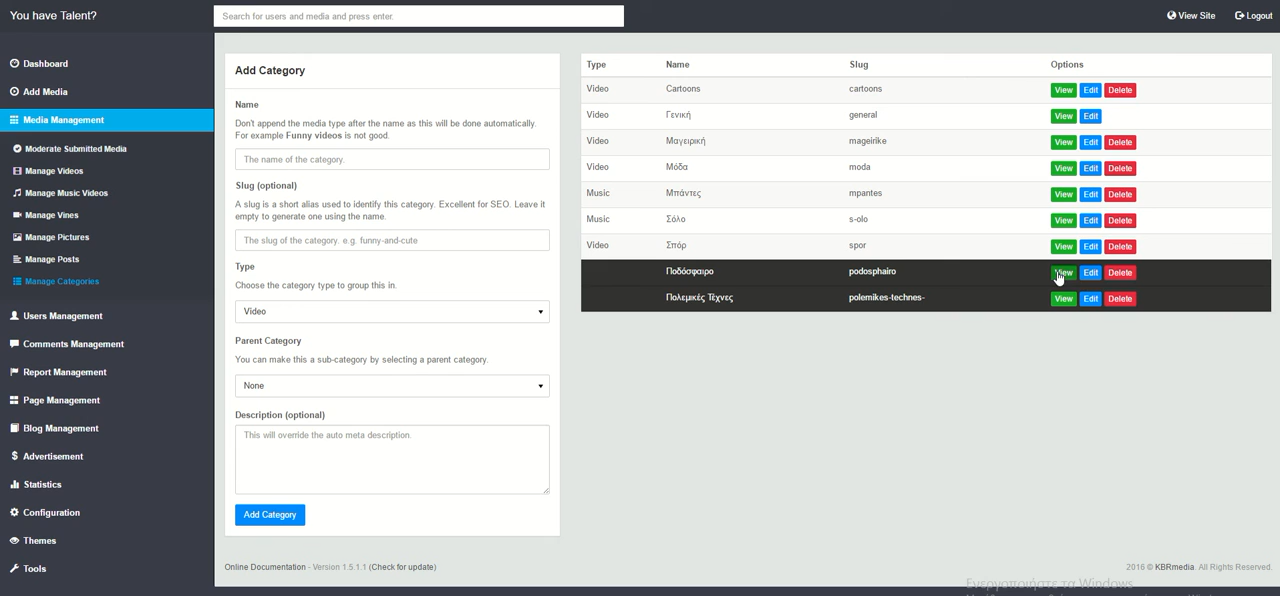 You have Talent?
Search for users and media and press enter.
View Site
Logout
Dashboard
Add Media
Media Management
Moderate Submitted Media
Manage Videos
Manage Music Videos
Manage Vines
Manage Pictures
Manage Posts
Manage Categories
Users Management
Comments Management
Report Management
Page Management
Blog Management
Advertisement
Statistics
Configuration
Themes
Tools
Add Category
Name
Don't append the media type after the name as this will be done automatically.
For example Funny videos is not good.
The name of the category.
Slug (optional)
A slug is a short alias used to identify this category. Excellent for SEO. Leave it
empty to generate one using the name.
The slug of the category. e.g. funny-and-cute
Type
Choose the category type to group this in.
Video
Parent Category
You can make this a sub-category by selecting a parent category.
None
Description (optional)
This will override the auto meta description.
Add Category
Type Name Slug Options
Video Cartoons cartoons View Edit Delete
Video Γενική general View Edit
Video Μαγειρική mageirike View Edit Delete
Video Μόδα moda View Edit Delete
Music Μπάντες mpantes View Edit Delete
Music Σόλο s-olo View Edit Delete
Video Σπόρ spor View Edit Delete
Ποδόσφαιρο podosphairo View Edit Delete
Πολεμικές Τέχνες polemikes-technes- View Edit Delete
Online Documentation - Version 1.5.1.1 (Check for update)
2016 © KBRmedia. All Rights Reserved.
Ενεργοποιήστε τα Windows